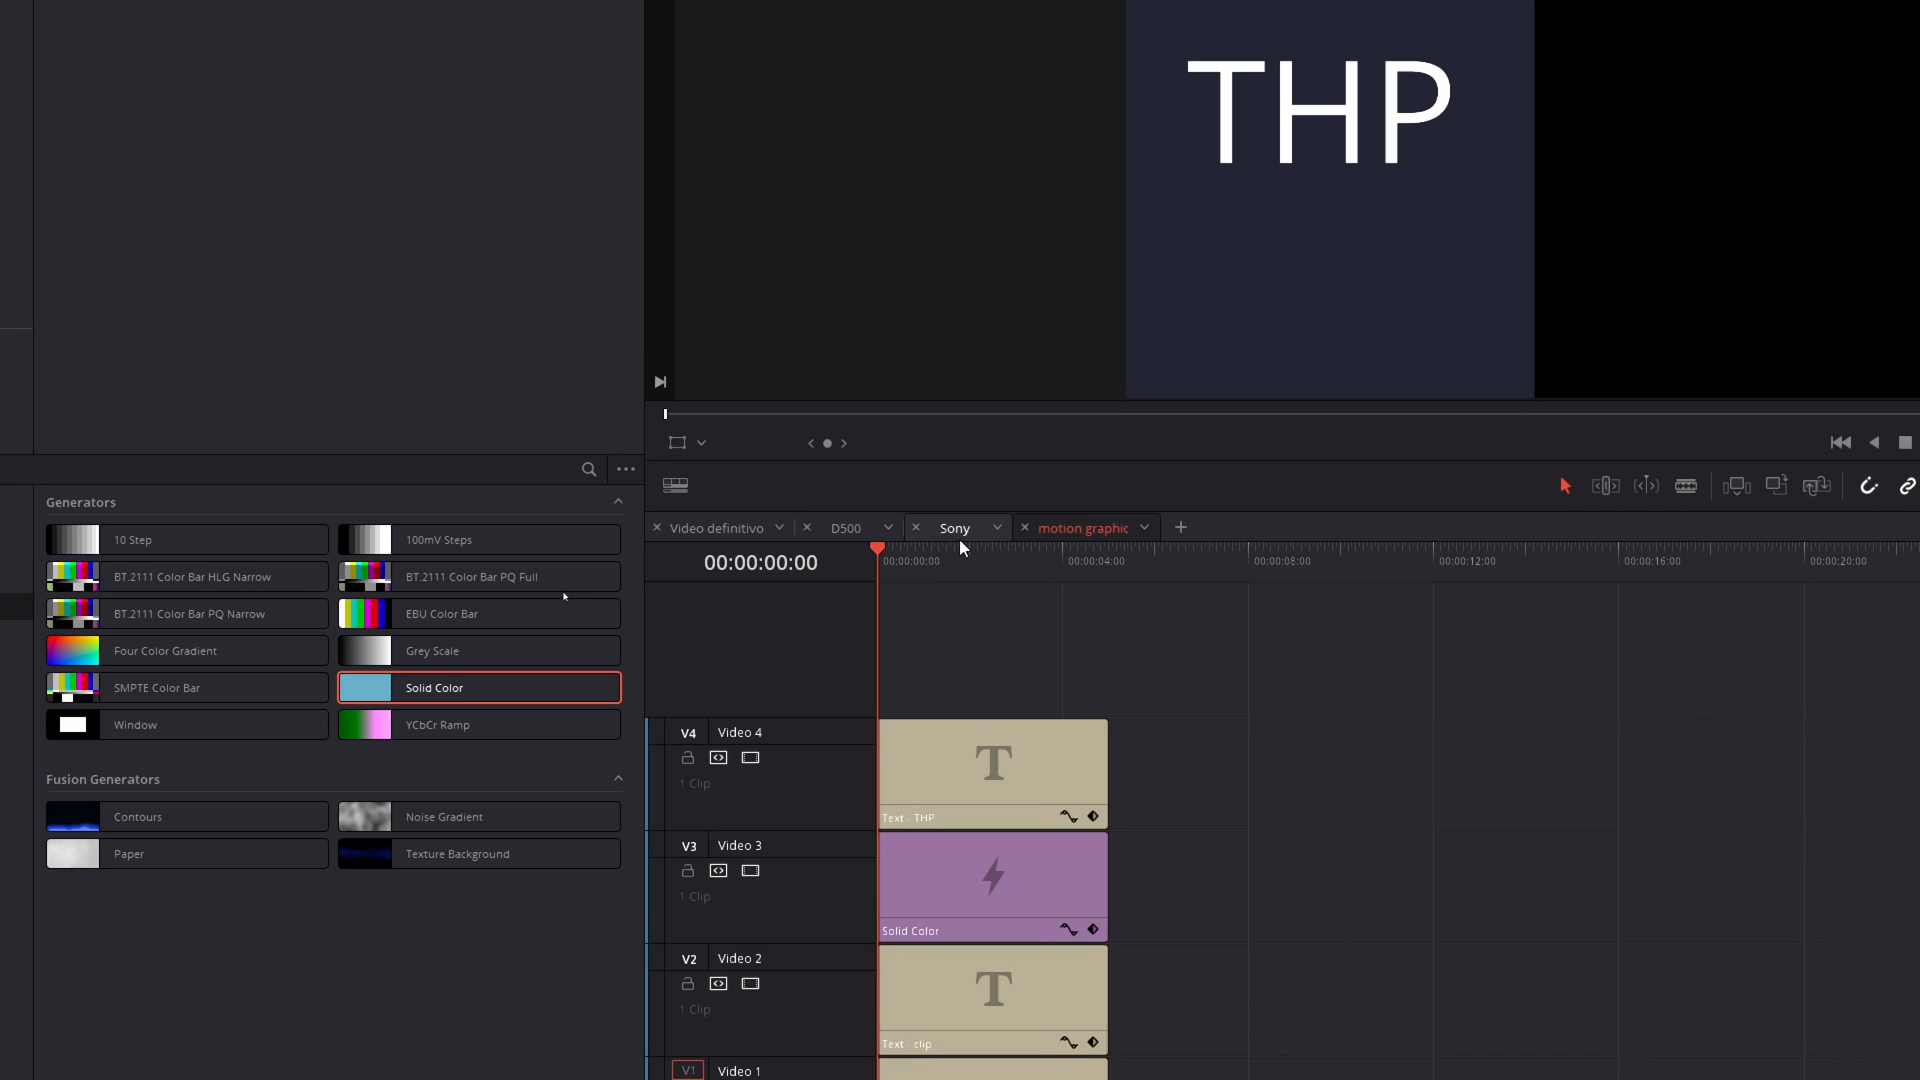 THP
Generators
10 Step
100mV Steps
BT.2111 Color Bar HLG Narrow
BT.2111 Color Bar PQ Full
BT.2111 Color Bar PQ Narrow
EBU Color Bar
Four Color Gradient
Grey Scale
SMPTE Color Bar
Solid Color
Window
YCbCr Ramp
Fusion Generators
Contours
Noise Gradient
Paper
Texture Background
Video definitivo
D500
Sony
motion graphic
00:00:00:00
00:00:00:00
00:00:04:00
00:00:08:00
00:00:12:00
00:00:16:00
00:00:20:00
V4 Video 4
1 Clip
T
Text - THP
V3 Video 3
1 Clip
Solid Color
V2 Video 2
1 Clip
T
Text - clip
V1 Video 1